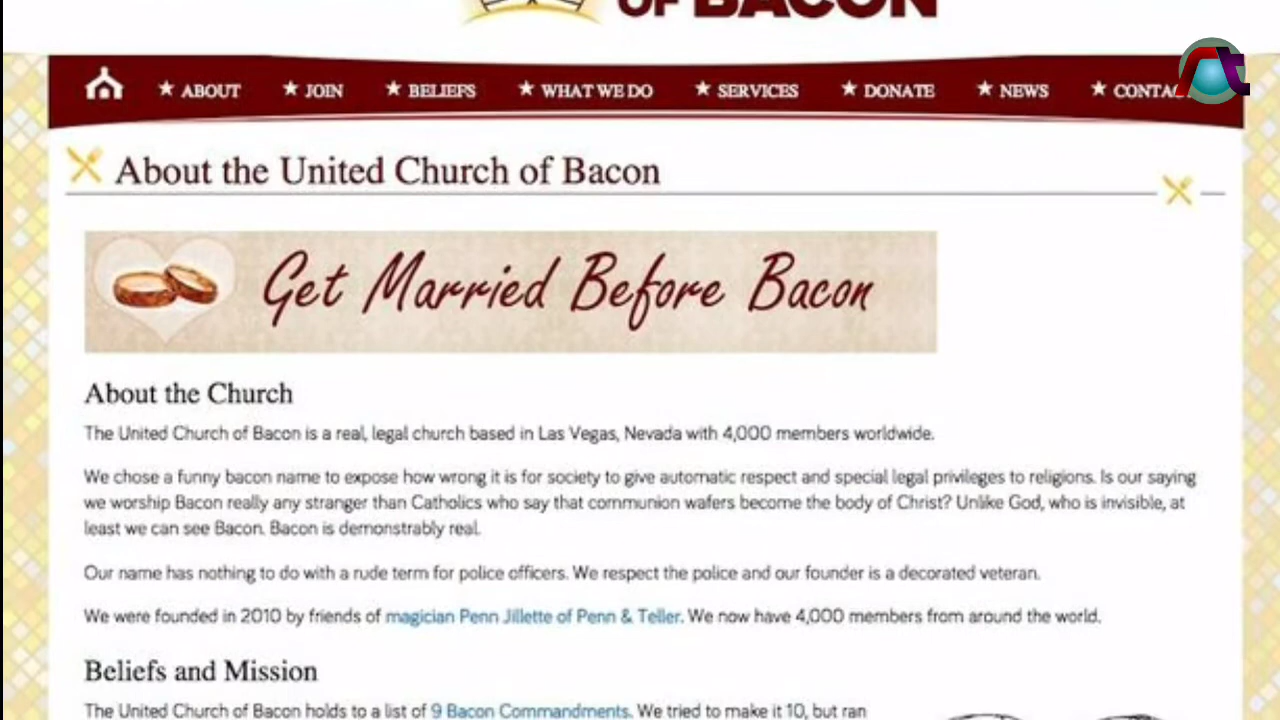 OF BACON
ABOUT JOIN BELIEFS WHAT WE DO SERVICES DONATE NEWS
About the United Church of Bacon
Get Married Before Bacon
About the Church
The United Church of Bacon is a real, legal church based in Las Vegas, Nevada with 4,000 members worldwide.
We chose a funny bacon name to expose how wrong it is for society to give automatic respect and special legal privileges to religions. Is our saying
we worship Bacon really any stranger than Catholics who say that communion wafers become the body of Christ? Unlike God, who is invisible, at
least we can see Bacon. Bacon is demonstrably real.
Our name has nothing to do with a rude term for police officers. We respect the police and our founder is a decorated veteran.
We were founded in 2010 by friends of magician Penn Jillette of Penn & Teller. We now have 4,000 members from around the world.
Beliefs and Mission
The United Church of Bacon holds to a list of 9 Bacon Commandments. We tried to make it 10, but ran